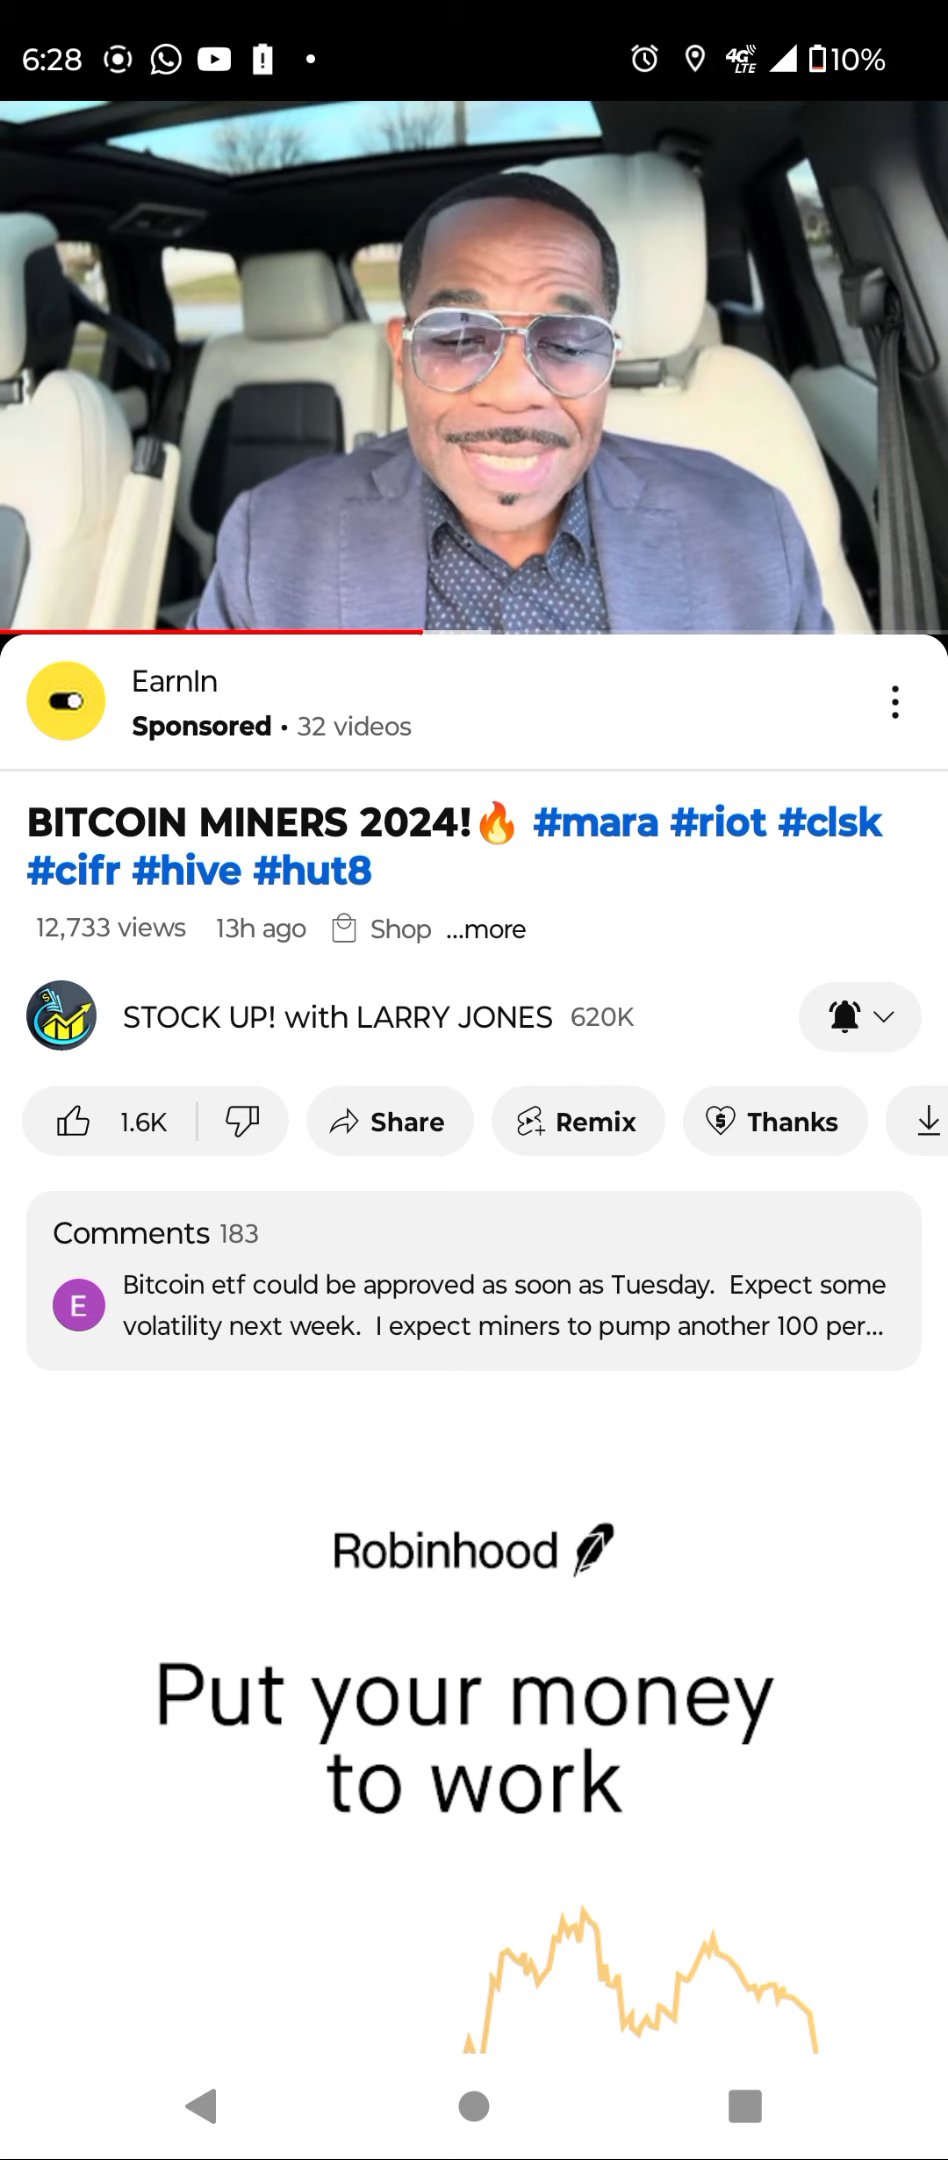 6:28
4G LTE
10%
EarnIn
Sponsored • 32 videos
BITCOIN MINERS 2024!🔥 #mara #riot #clsk
#cifr #hive #hut8
12,733 views 13h ago Shop ...more
STOCK UP! with LARRY JONES 620K
1.6K Share Remix Thanks
Comments 183
E
Bitcoin etf could be approved as soon as Tuesday. Expect some
volatility next week. I expect miners to pump another 100 per...
Robinhood
Put your money
to work